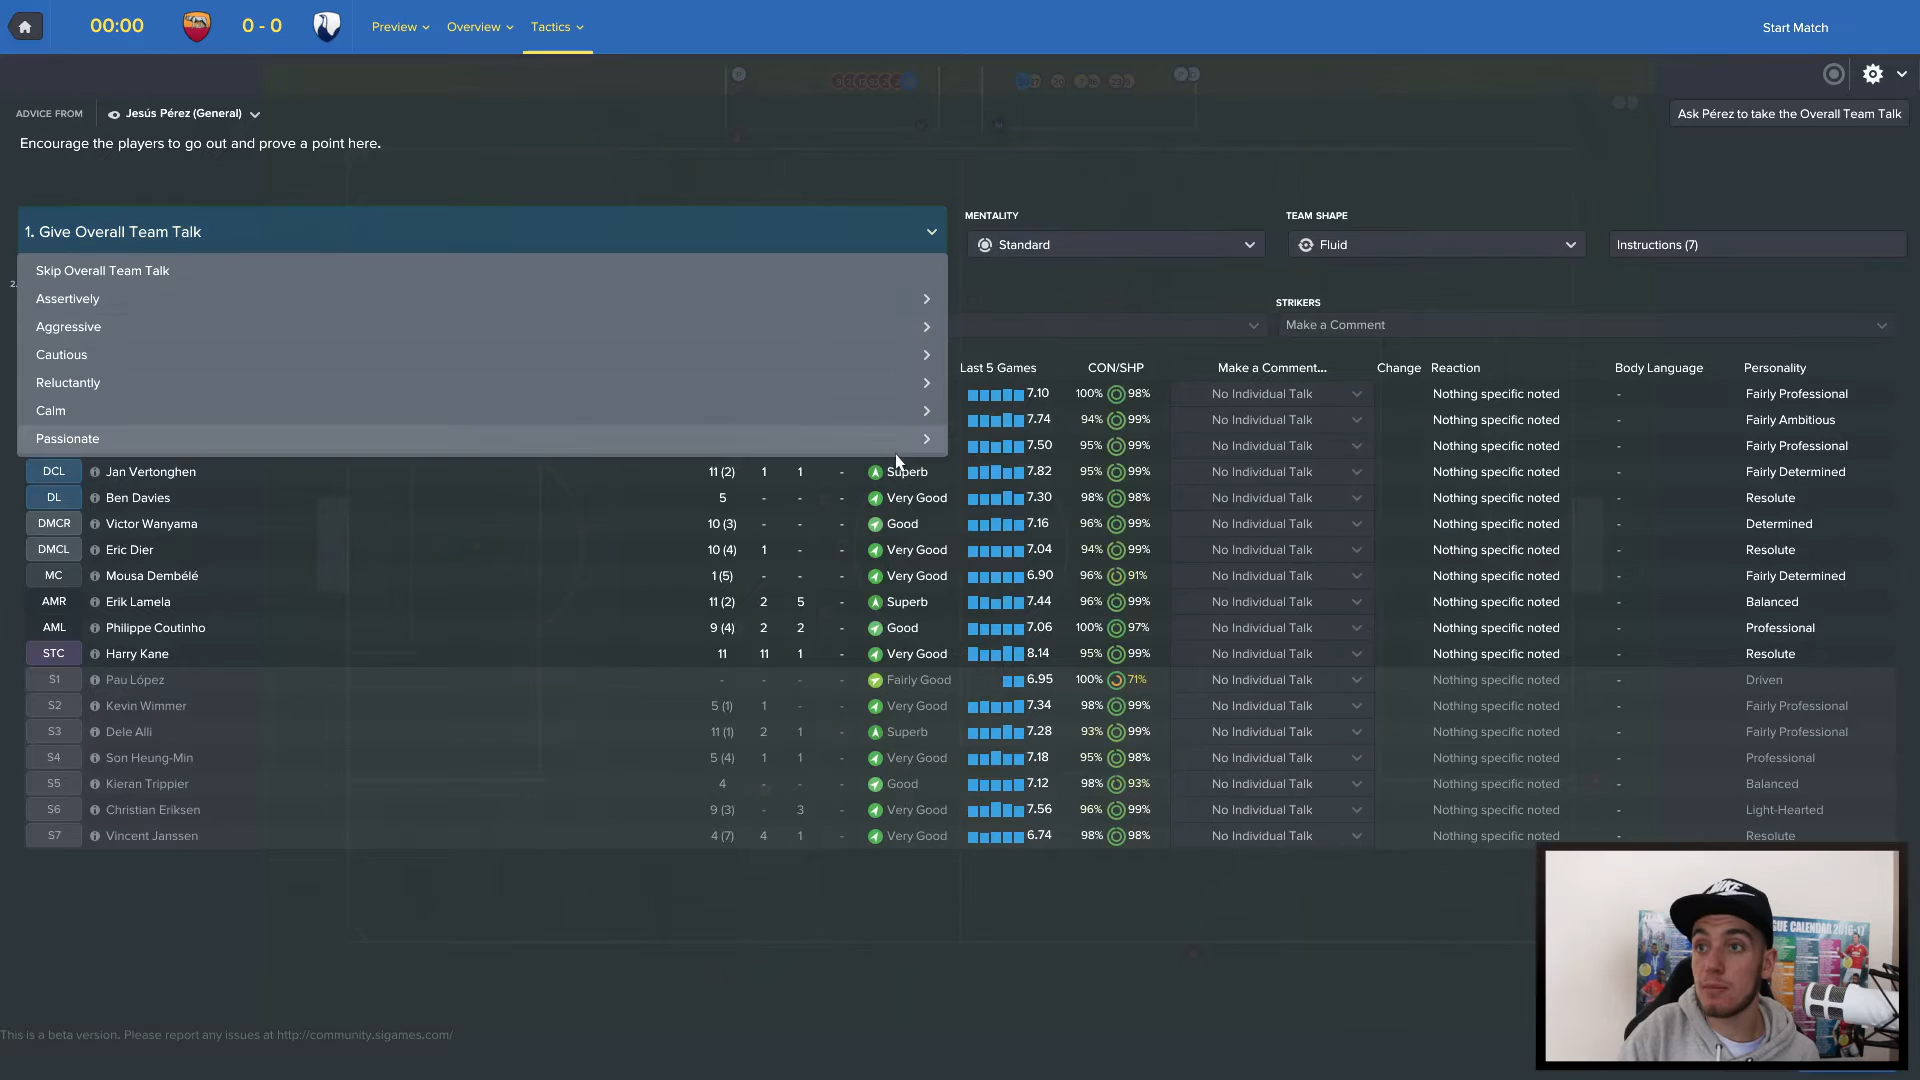 00:00 0 - 0 Preview Overview Tactics Start Match
ADVICE FROM Jesús Pérez (General) Ask Pérez to take the Overall Team Talk
Encourage the players to go out and prove a point here.
MENTALITY TEAM SHAPE
1. Give Overall Team Talk Standard Fluid Instructions (7)
Skip Overall Team Talk
2.
Assertively
STRIKERS
Aggressive Make a Comment
Cautious
Last 5 Games CON/SHP Make a Comment... Change Reaction Body Language Personality
Reluctantly
7.10 100% 98% No Individual Talk Nothing specific noted - Fairly Professional
Calm
7.74 94% 99% No Individual Talk Nothing specific noted - Fairly Ambitious
Passionate
7.50 95% 99% No Individual Talk Nothing specific noted - Fairly Professional
DCL Jan Vertonghen 11 (2) 1 1 - Superb 7.82 95% 99% No Individual Talk Nothing specific noted - Fairly Determined
DL Ben Davies 5 - - - Very Good 7.30 98% 98% No Individual Talk Nothing specific noted - Resolute
DMCR Victor Wanyama 10 (3) - - - Good 7.16 96% 99% No Individual Talk Nothing specific noted - Determined
DMCL Eric Dier 10 (4) 1 - - Very Good 7.04 94% 99% No Individual Talk Nothing specific noted - Resolute
MC Mousa Dembélé 1 (5) - - - Very Good 6.90 96% 91% No Individual Talk Nothing specific noted - Fairly Determined
AMR Erik Lamela 11 (2) 2 5 - Superb 7.44 96% 99% No Individual Talk Nothing specific noted - Balanced
AML Philippe Coutinho 9 (4) 2 2 - Good 7.06 100% 97% No Individual Talk Nothing specific noted - Professional
STC Harry Kane 11 11 1 - Very Good 8.14 95% 99% No Individual Talk Nothing specific noted - Resolute
S1 Pau López - - - - Fairly Good 6.95 100% 71% No Individual Talk Nothing specific noted - Driven
S2 Kevin Wimmer 5 (1) 1 - - Very Good 7.34 98% 99% No Individual Talk Nothing specific noted - Fairly Professional
S3 Dele Alli 11 (1) 2 1 - Superb 7.28 93% 99% No Individual Talk Nothing specific noted - Fairly Professional
S4 Son Heung-Min 5 (4) 1 1 - Very Good 7.18 95% 98% No Individual Talk Nothing specific noted - Professional
S5 Kieran Trippier 4 - - - Good 7.12 98% 93% No Individual Talk Nothing specific noted - Balanced
S6 Christian Eriksen 9 (3) - 3 - Very Good 7.56 96% 99% No Individual Talk Nothing specific noted - Light-Hearted
S7 Vincent Janssen 4 (7) 4 1 - Very Good 6.74 98% 98% No Individual Talk Nothing specific noted - Resolute
NIKE
GUE CALENDAR 2016-17
This is a beta version. Please report any issues at http://community.sigames.com/